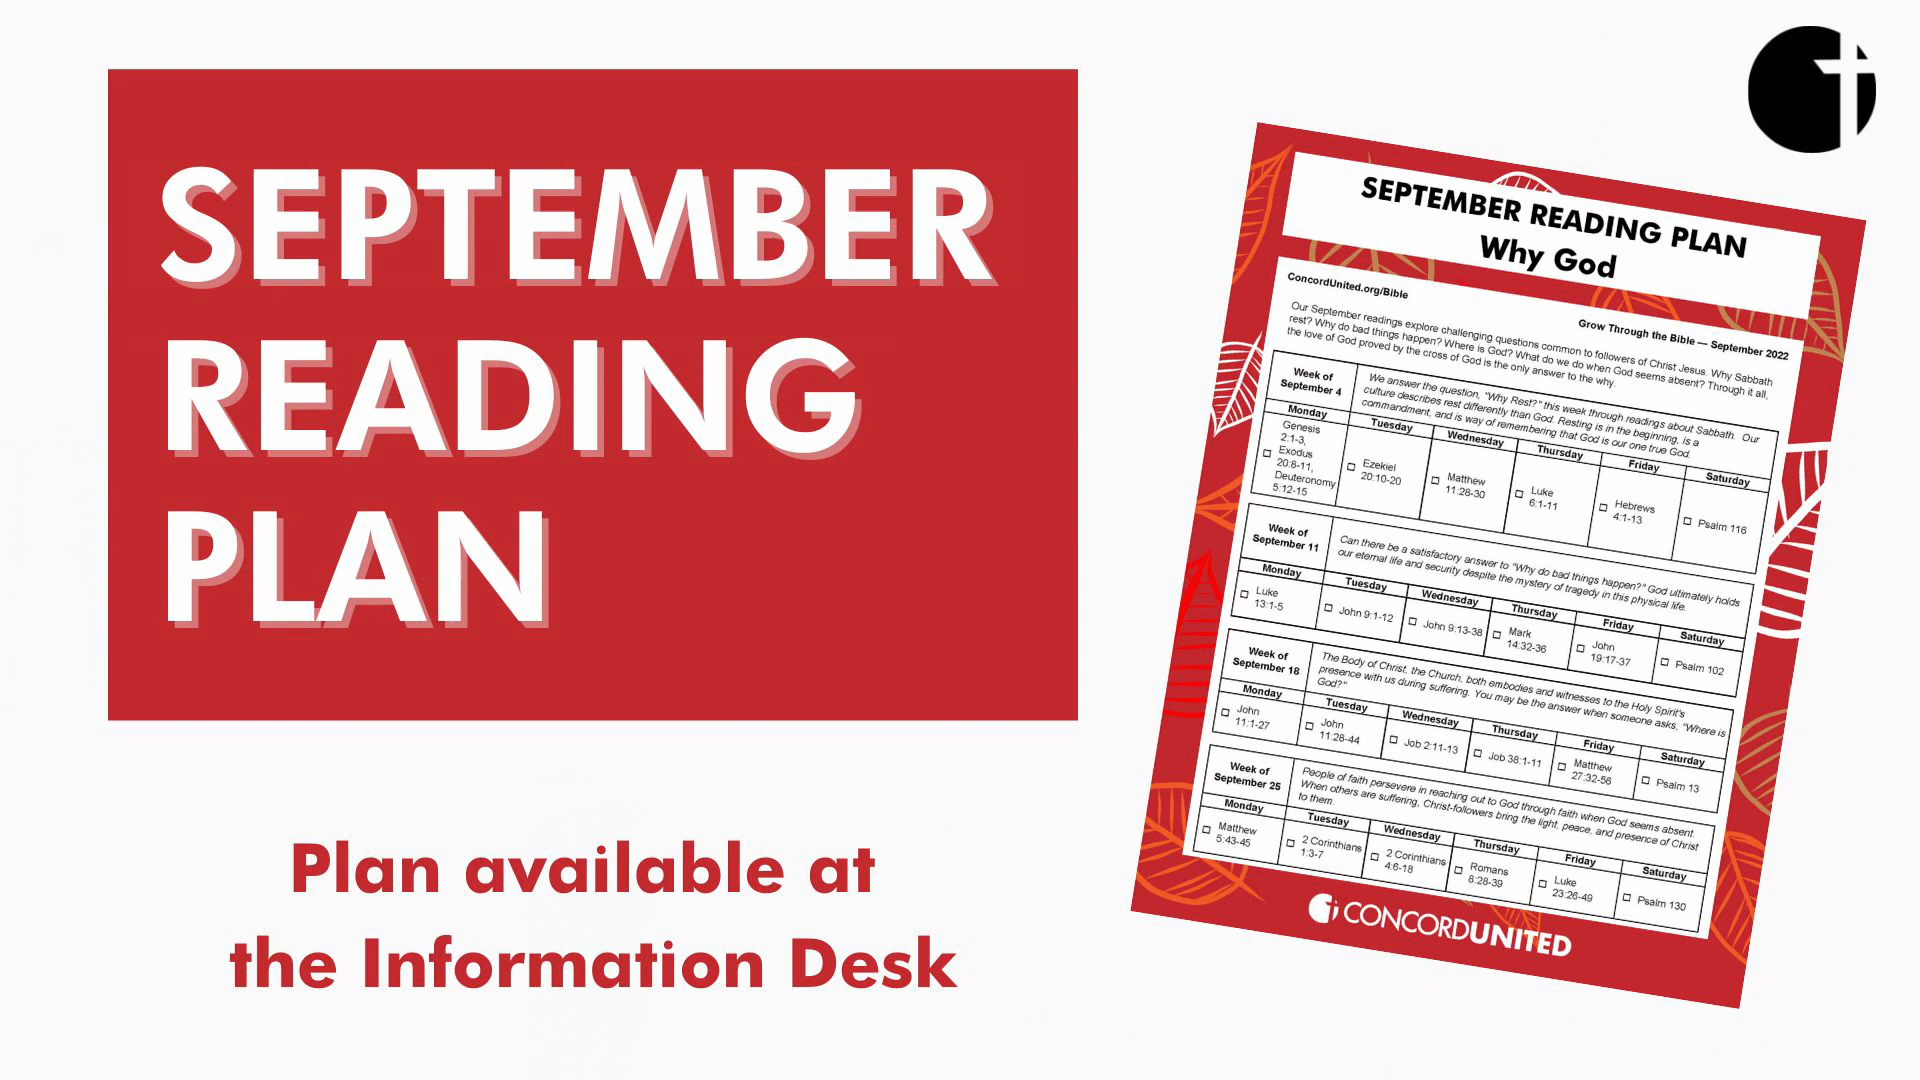 SEPTEMBER
READING
PLAN
Plan available at
the Information Desk
SEPTEMBER READING PLAN
Why God
ConcordUnited.org/Bible
Grow Through the Bible — September 2022
Our September readings explore challenging questions common to followers of Christ Jesus. Why Sabbath
rest? Why do bad things happen? Where is God? What do we do when God seems absent? Through it all,
the love of God proved by the cross of God is the only answer to the why.
Week of
September 4
We answer the question, "Why Rest?" this week through readings about Sabbath. Our
culture describes rest differently than God. Resting is in the beginning, is a
commandment, and is way of remembering that God is our one true God.
Monday
Tuesday
Wednesday
Thursday
Friday
Saturday
Genesis
2:1-3,
Exodus
20:8-11,
Deuteronomy
5:12-15
Ezekiel
20:10-20
Matthew
11:28-30
Luke
6:1-11
Hebrews
4:1-13
Psalm 116
Week of
September 11
Can there be a satisfactory answer to "Why do bad things happen?" God ultimately holds
our eternal life and security despite the mystery of tragedy in this physical life.
Monday
Tuesday
Wednesday
Thursday
Friday
Saturday
Luke
13:1-5
John 9:1-12
John 9:13-38
Mark
14:32-36
John
19:17-37
Psalm 102
Week of
September 18
The Body of Christ, the Church, both embodies and witnesses to the Holy Spirit's
presence with us during suffering. You may be the answer when someone asks, "Where is
God?"
Monday
Tuesday
Wednesday
Thursday
Friday
Saturday
John
11:1-27
John
11:28-44
Job 2:11-13
Job 38:1-11
Matthew
27:32-56
Psalm 13
Week of
September 25
People of faith persevere in reaching out to God through faith when God seems absent.
When others are suffering, Christ-followers bring the light, peace, and presence of Christ
to them.
Monday
Tuesday
Wednesday
Thursday
Friday
Saturday
Matthew
5:43-45
2 Corinthians
1:3-7
2 Corinthians
4:6-18
Romans
8:28-39
Luke
23:26-49
Psalm 130
CONCORDUNITED